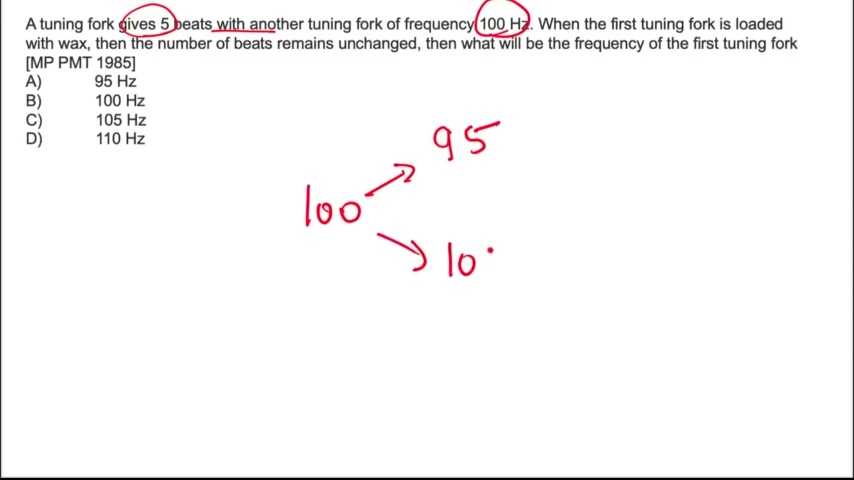 A tuning fork gives 5 beats with another tuning fork of frequency 100 Hz. When the first tuning fork is loaded
with wax, then the number of beats remains unchanged, then what will be the frequency of the first tuning fork
[MP PMT 1985]
A) 95 Hz
B) 100 Hz
C) 105 Hz
D) 110 Hz
95
100
10